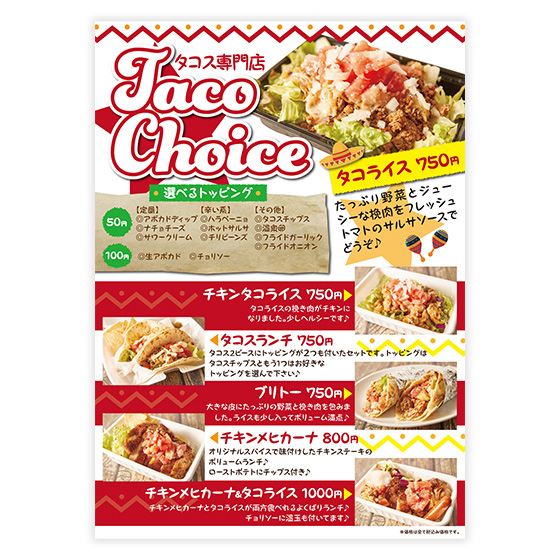 タコス専門店
Taco
Choice
タコライス 750円
たっぷり野菜とジュー
シーな挽肉をフレッシュ
トマトのサルサソースで
どうぞ♪
選べるトッピング
50円
【定番】 【辛い系】 【その他】
◎アボカドディップ ◎ハラペーニョ ◎タコスチップス
◎ナチョチーズ ◎ホットサルサ ◎温泉卵
◎サワークリーム ◎チリビーンズ ◎フライドガーリック
◎フライドオニオン
100円 ◎生アボカド ◎チョリソー
チキンタコライス 750円
タコライスの挽き肉がチキンに
なりました。少しヘルシーです♪
タコスランチ 750円
タコス2ピースにトッピングが2つも付いたセットです。トッピングは
タコスチップスともう1つはお好きな
トッピングを選んで下さい♪
ブリトー 750円
大きな皮にたっぷりの野菜と挽き肉を包みま
した。ライスも少し入ってボリューム満点♪
チキンメヒカーナ 800円
オリジナルスパイスで味付けしたチキンステーキの
ボリュームランチ♪
ローストポテトにチップス付き♪
チキンメヒカーナ&タコライス 1000円
チキンメヒカーナとタコライスが両方食べれるよくばりランチ♪
チョリソーに温玉も付いてます♪
※価格は全て税込み価格です。